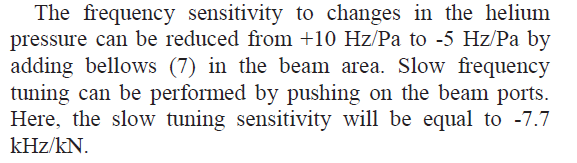 The frequency sensitivity to changes in the helium
pressure can be reduced from +10 Hz/Pa to -5 Hz/Pa by
adding bellows (7) in the beam area. Slow frequency
tuning can be performed by pushing on the beam ports.
Here, the slow tuning sensitivity will be equal to -7.7
kHz/kN.